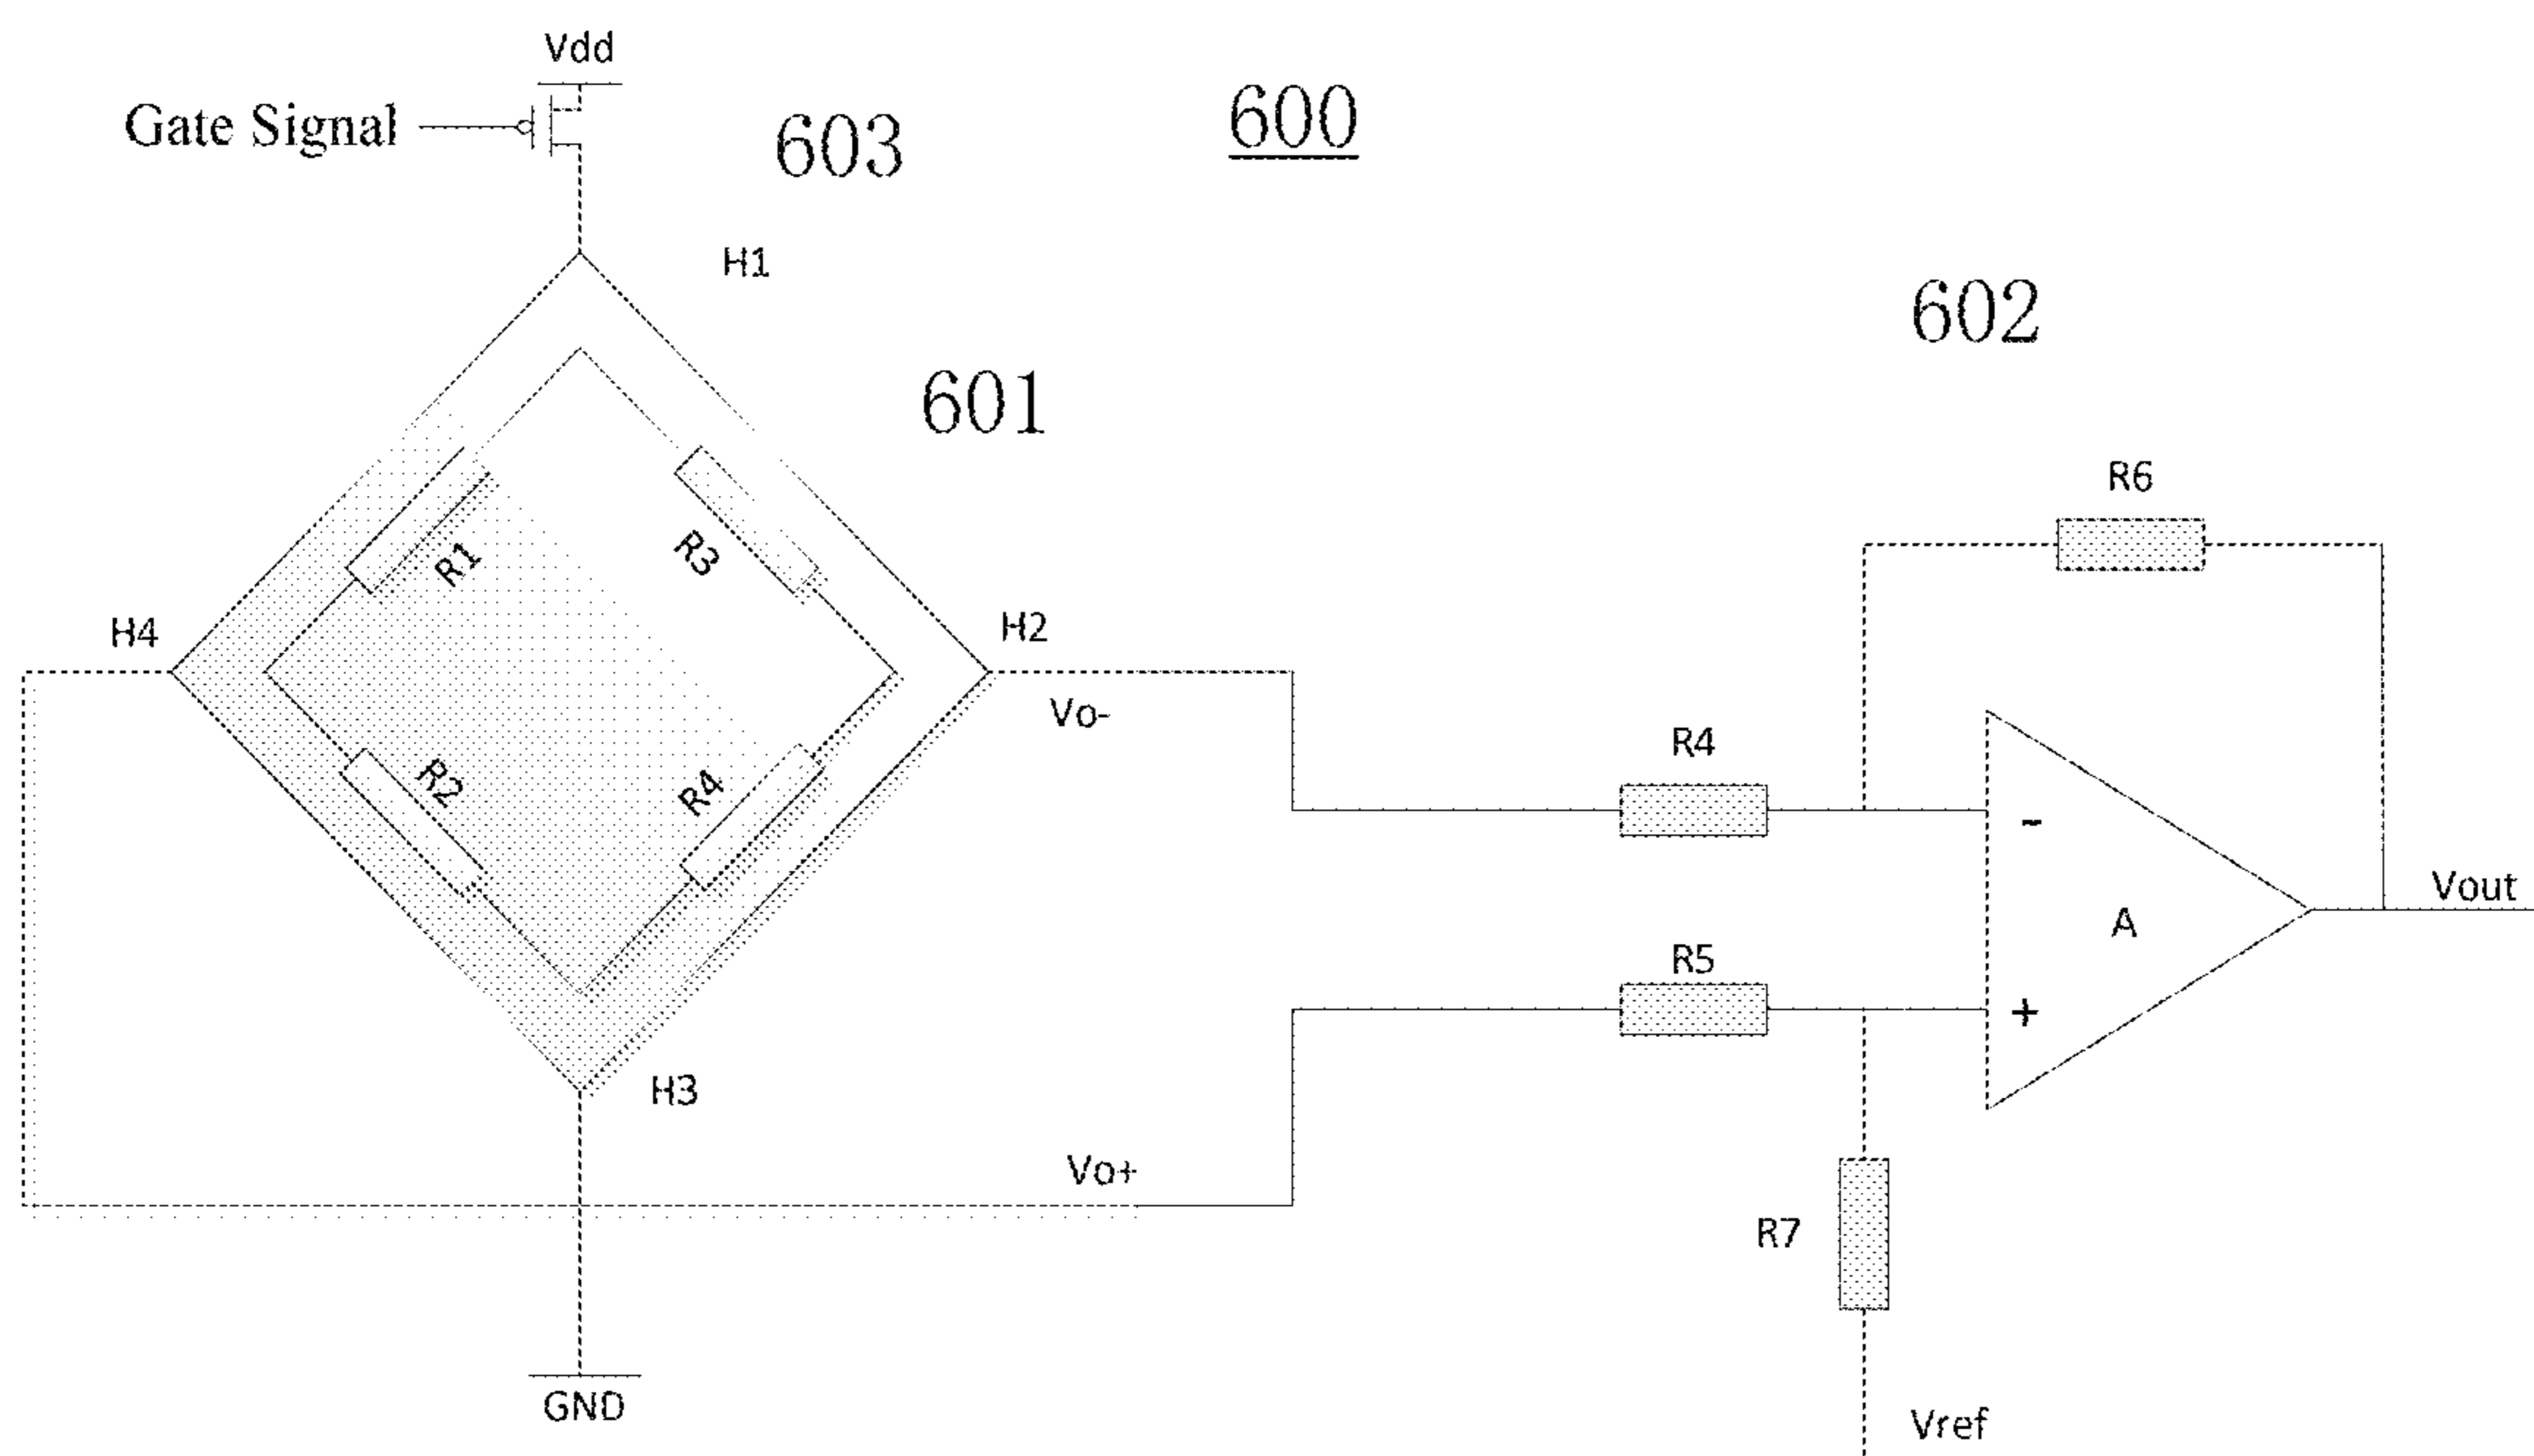 Vdd
Gate Signal
603
600
H1
602
601
R6
R1
R3
H4
H2
Vo-
R4
R2
R4
-
Vout
A
R5
+
H3
Vo+
R7
GND
Vref